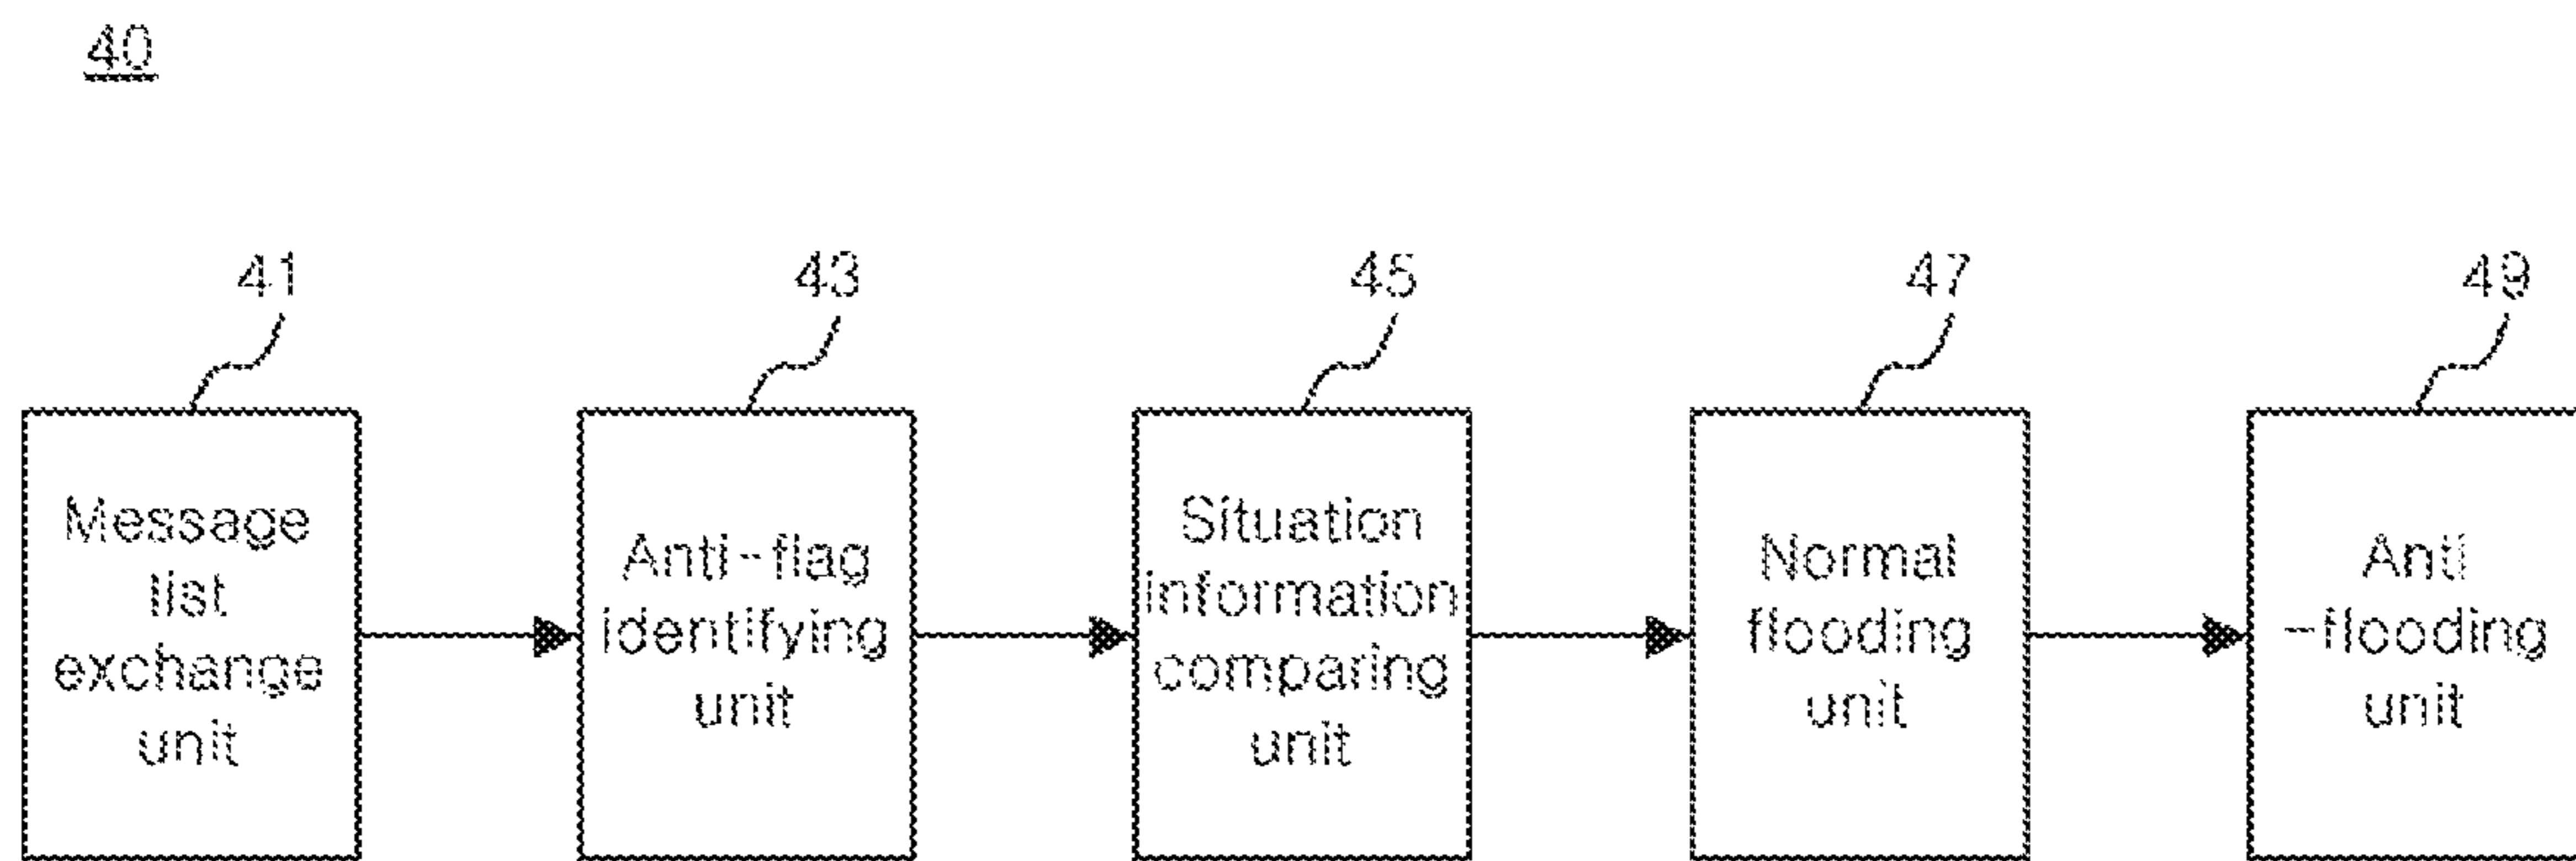 40
41
43
45
47
49
Message
list
exchange
unit
Anti-flag
identifying
unit
Situation
information
comparing
unit
Normal
flooding
unit
Anti
-flooding
unit